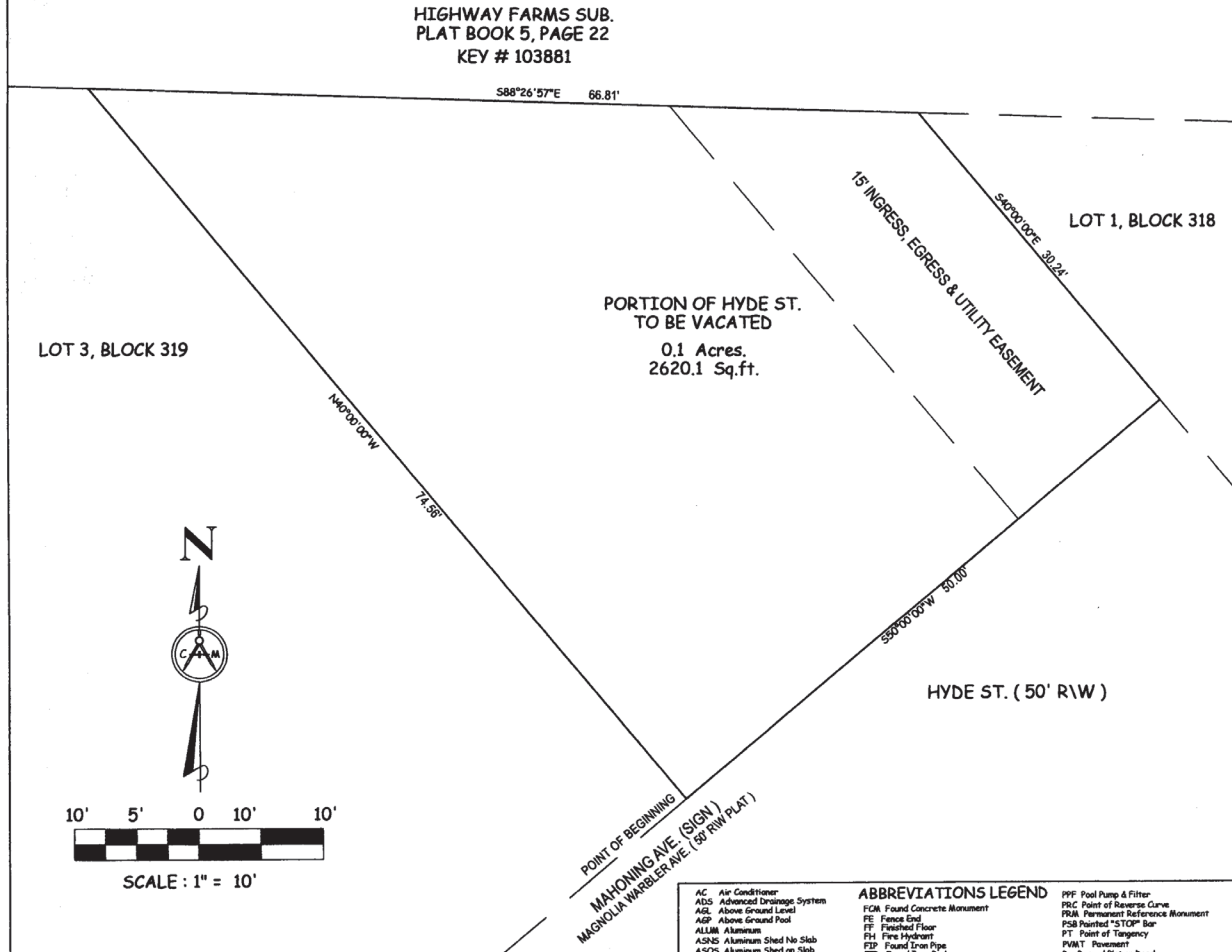 HIGHWAY FARMS SUB.
PLAT BOOK 5, PAGE 22
KEY # 103881
S88°26'57"E 66.81'
15' INGRESS, EGRESS & UTILITY EASEMENT
S40°00'00"E 30.24'
LOT 1, BLOCK 318
PORTION OF HYDE ST.
TO BE VACATED
0.1 Acres.
2620.1 Sq.ft.
LOT 3, BLOCK 319
N40°00'00"W 74.56'
S50°00'00"W 50.00'
HYDE ST. ( 50' R\W )
N
C M
10' 5' 0 10' 10'
SCALE : 1" = 10'
POINT OF BEGINNING
MAHONING AVE. (SIGN )
MAGNOLIA WARBLER AVE. ( 50' R\W PLAT )
ABBREVIATIONS LEGEND
AC Air Conditioner
ADS Advanced Drainage System
AGL Above Ground Level
AGP Above Ground Pool
ALUM Aluminum
ASNS Aluminum Shed No Slab
ASOS Aluminum Shed on Slab
FCM Found Concrete Monument
FE Fence End
FF Finished Floor
FH Fire Hydrant
FIP Found Iron Pipe
PPF Pool Pump & Filter
PRC Point of Reverse Curve
PRM Permanent Reference Monument
PSB Painted "STOP" Bar
PT Point of Tangency
PVMT Pavement